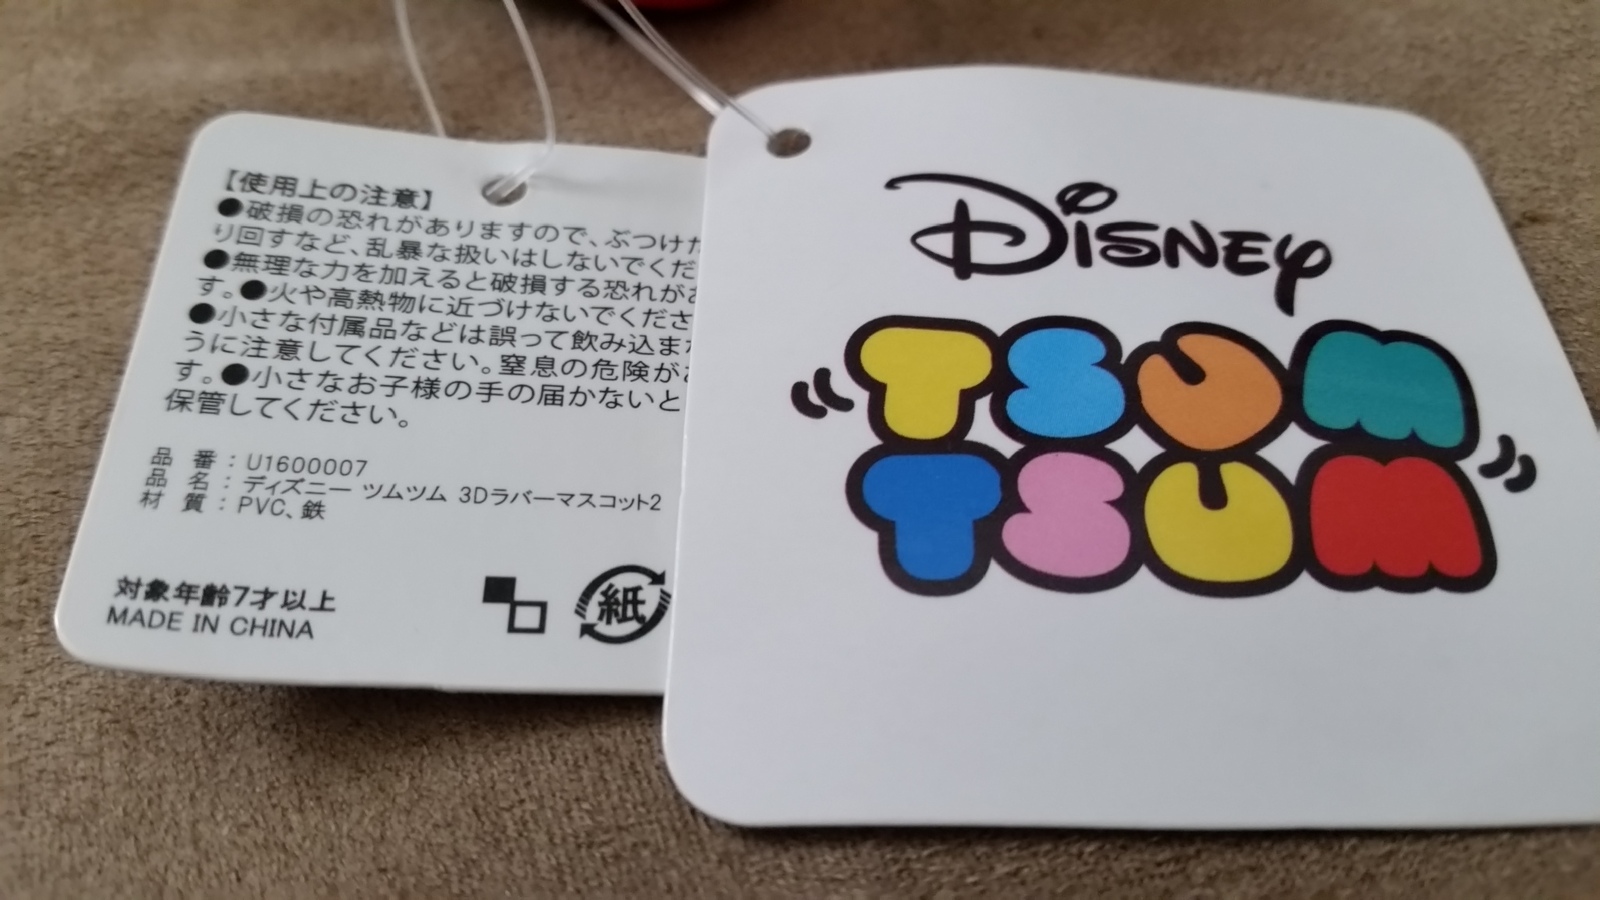 【使用上の注意】
●破損の恐れがありますので、ぶつけた
り回すなど、乱暴な扱いはしないでくだ
●無理な力を加えると破損する恐れがあ
す。●火や高熱物に近づけないでくださ
●小さな付属品などは誤って飲み込ま
うに注意してください。窒息の危険があ
す。●小さなお子様の手の届かないと
保管してください。
品 番 : U1600007
品 名 : ディズニー ツムツム 3Dラバーマスコット2
材 質 : PVC、鉄
対象年齢7才以上
MADE IN CHINA
紙
Disney
TSUM
TSUM